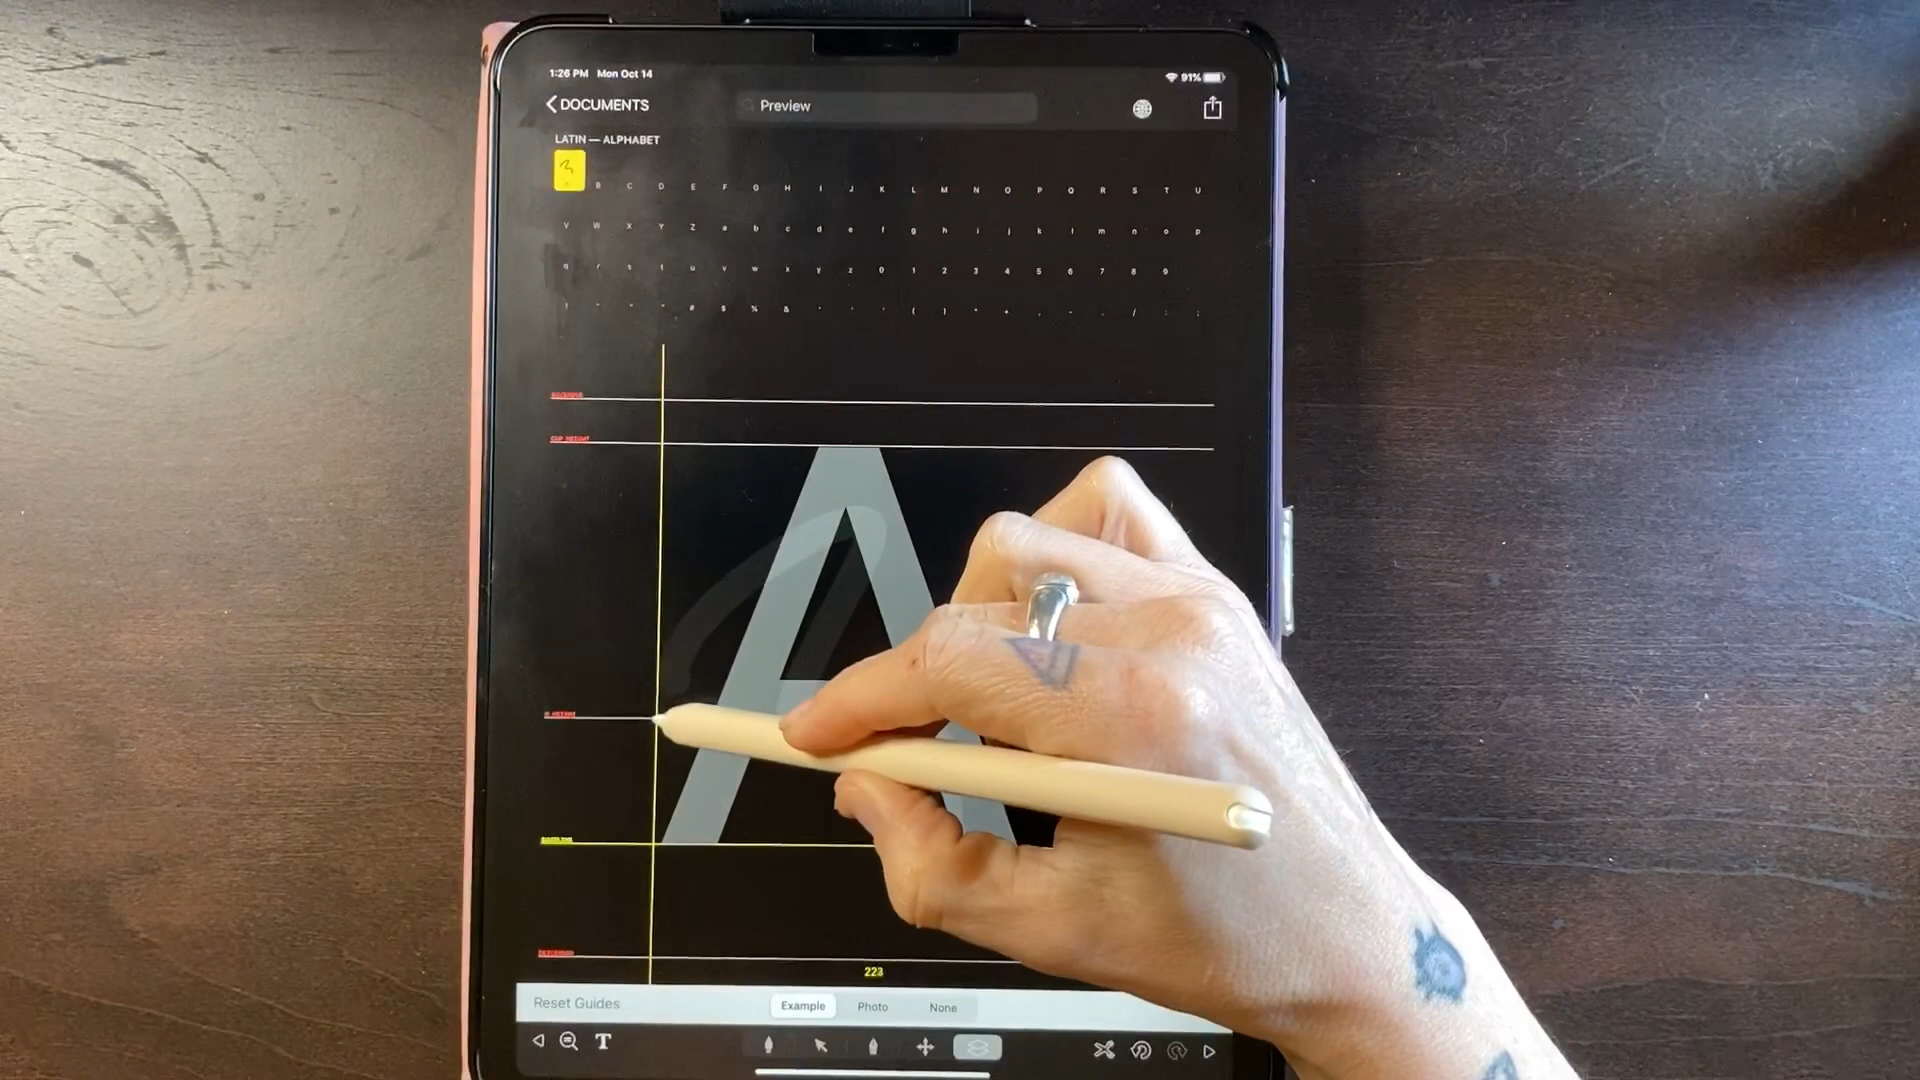 1:26 PM Mon Oct 14 91%
DOCUMENTS Preview
LATIN — ALPHABET
B C D E F G H I J K L M N O P Q R S T U
V W X Y Z a b c d e f g h i j k l m n o p
q r s t u v w x y z 0 1 2 3 4 5 6 7 8 9
# $ % & ( ) + /
CAP HEIGHT
A
X HEIGHT
223
Reset Guides Example Photo None
T